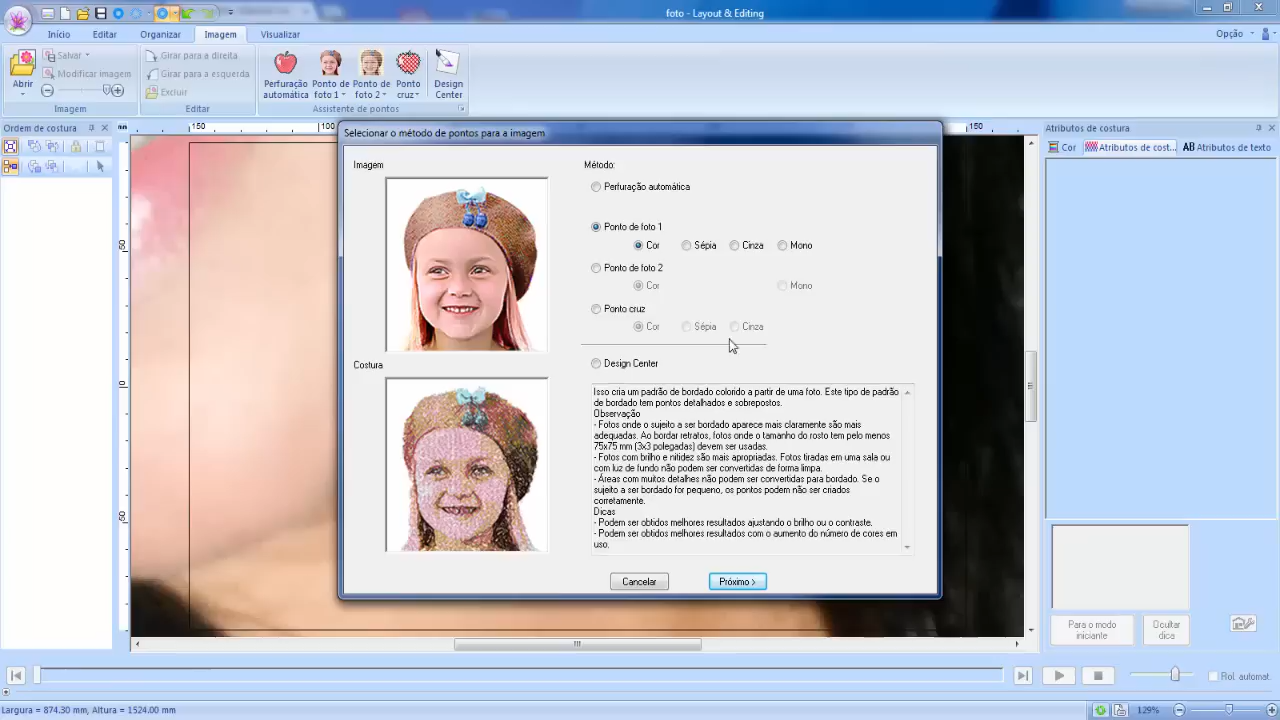 foto - Layout & Editing
Início Editar Organizar Imagem Visualizar Opção
Abrir
Salvar
Modificar imagem
Imagem
Girar para a direita
Girar para a esquerda
Excluir
Editar
Perfuração automática
Ponto de foto 1
Ponto de foto 2
Ponto cruz
Design Center
Assistente de pontos
Ordem de costura
mm
150 100 150
50
0
50
Selecionar o método de pontos para a imagem
Imagem
Costura
Método:
Perfuração automática
Ponto de foto 1
Cor Sépia Cinza Mono
Ponto de foto 2
Cor Mono
Ponto cruz
Cor Sépia Cinza
Design Center
Isso cria um padrão de bordado colorido a partir de uma foto. Este tipo de padrão
de bordado tem pontos detalhados e sobrepostos.
Observação
- Fotos onde o sujeito a ser bordado aparece mais claramente são mais
adequadas. Ao bordar retratos, fotos onde o tamanho do rosto tem pelo menos
75x75 mm (3x3 polegadas) devem ser usadas.
- Fotos com brilho e nitidez são mais apropriadas. Fotos tiradas em uma sala ou
com luz de fundo não podem ser convertidas de forma limpa.
- Áreas com muitos detalhes não podem ser convertidas para bordado. Se o
sujeito a ser bordado for pequeno, os pontos podem não ser criados
corretamente.
Dicas
- Podem ser obtidos melhores resultados ajustando o brilho ou o contraste.
- Podem ser obtidos melhores resultados com o aumento do número de cores em
uso.
Cancelar Próximo >
Atributos de costura
Cor Atributos de cost... AB Atributos de texto
Para o modo iniciante
Ocultar dica
Rol. automát.
Largura = 874.30 mm, Altura = 1524.00 mm
129%